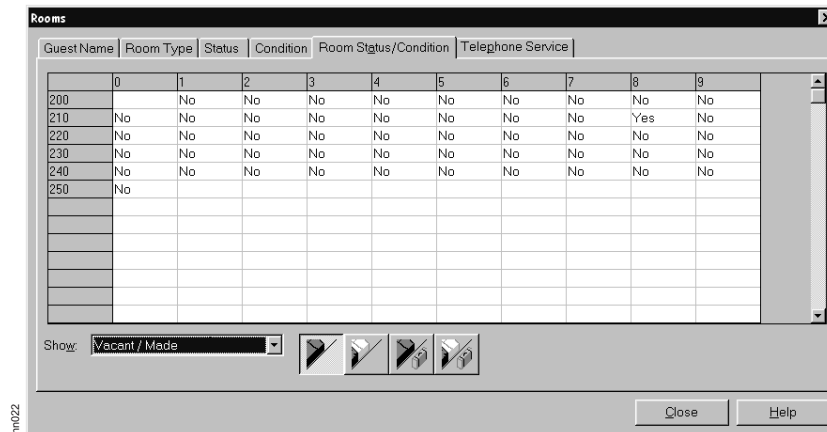 Rooms
Guest Name Room Type Status Condition Room Status/Condition Telephone Service
0 1 2 3 4 5 6 7 8 9
200 No No No No No No No No No
210 No No No No No No No No Yes No
220 No No No No No No No No No No
230 No No No No No No No No No No
240 No No No No No No No No No No
250 No
Show: Vacant / Made
Close Help